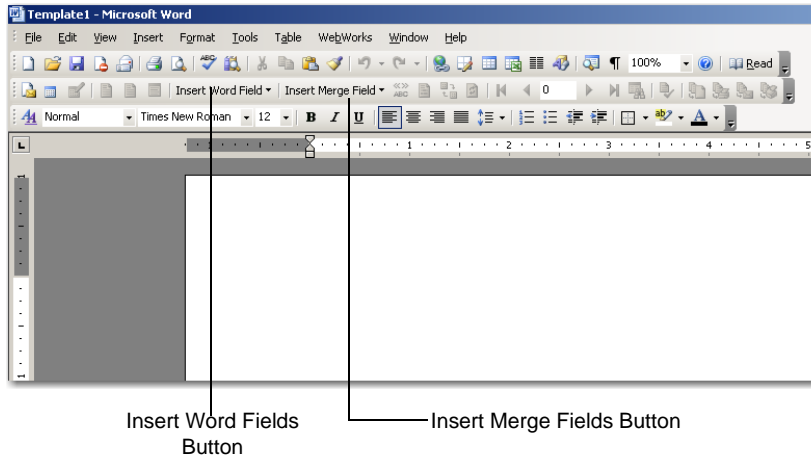 Template1 - Microsoft Word
File Edit View Insert Format Tools Table WebWorks Window Help
100% Read
Insert Word Field Insert Merge Field ABC 0
Normal Times New Roman 12 B I U
L 1 2 3 4 5
Insert Word Fields Insert Merge Fields Button
Button